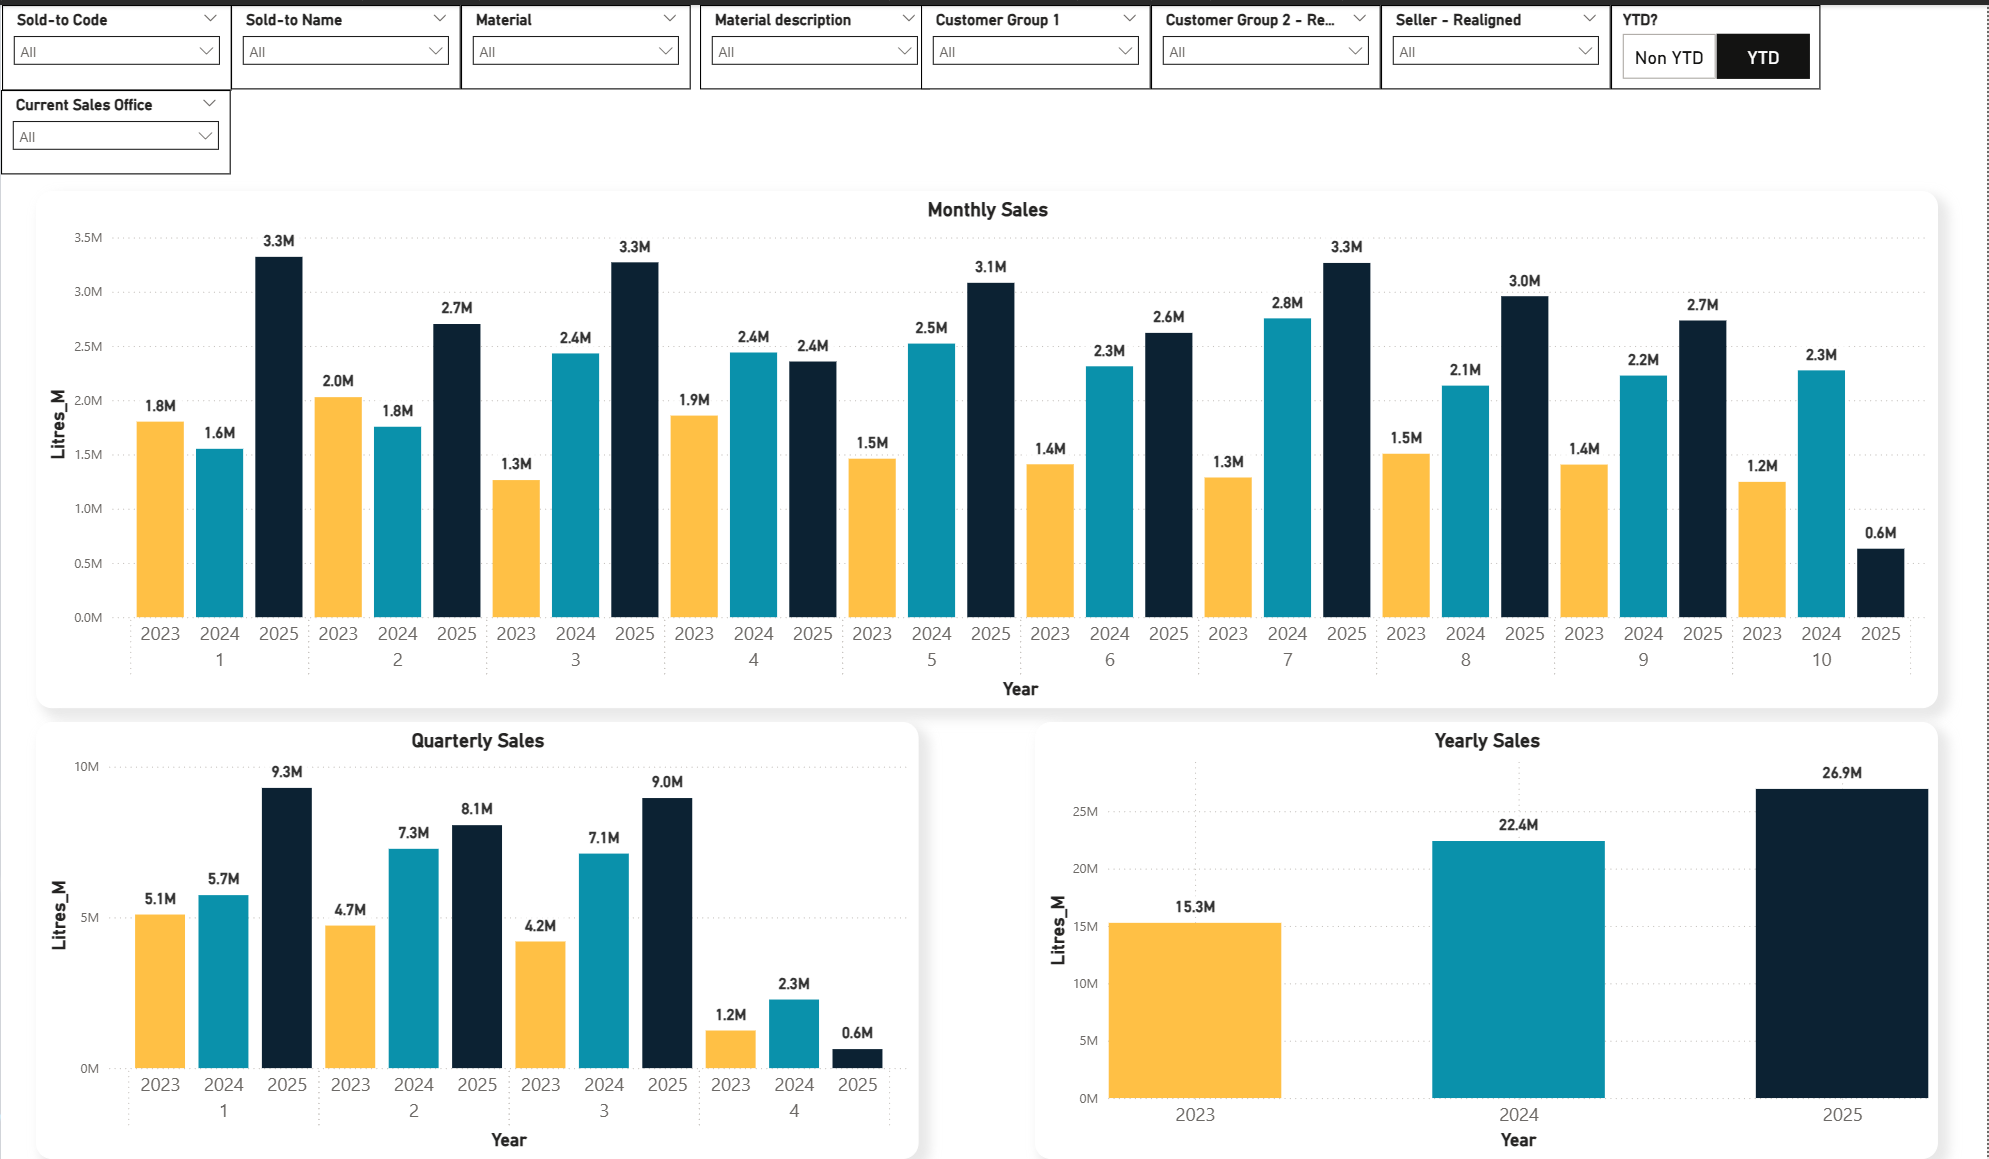 Sold-to Code
All
Sold-to Name
All
Material
All
Material description
All
Customer Group 1
All
Customer Group 2 - Re...
All
Seller - Realigned
All
YTD?
Non YTD
YTD
Current Sales Office
All
Monthly Sales
Litres_M
3.5M
3.0M
2.5M
2.0M
1.5M
1.0M
0.5M
0.0M
1.8M 1.6M 3.3M 2.0M 1.8M 2.7M 1.3M 2.4M 3.3M 1.9M 2.4M 2.4M 1.5M 2.5M 3.1M 1.4M 2.3M 2.6M 1.3M 2.8M 3.3M 1.5M 2.1M 3.0M 1.4M 2.2M 2.7M 1.2M 2.3M 0.6M
2023 2024 2025 2023 2024 2025 2023 2024 2025 2023 2024 2025 2023 2024 2025 2023 2024 2025 2023 2024 2025 2023 2024 2025 2023 2024 2025 2023 2024 2025
1 2 3 4 5 6 7 8 9 10
Year
Quarterly Sales
Litres_M
10M
5M
0M
5.1M 5.7M 9.3M 4.7M 7.3M 8.1M 4.2M 7.1M 9.0M 1.2M 2.3M 0.6M
2023 2024 2025 2023 2024 2025 2023 2024 2025 2023 2024 2025
1 2 3 4
Year
Yearly Sales
Litres_M
25M
20M
15M
10M
5M
0M
15.3M 22.4M 26.9M
2023 2024 2025
Year